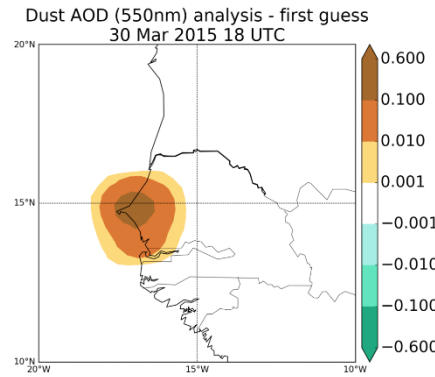 Dust AOD (550nm) analysis - first guess
30 Mar 2015 18 UTC
20°N
15°N
10°N
20°W
15°W
10°W
0.600
0.100
0.010
0.001
−0.001
−0.010
−0.100
−0.600